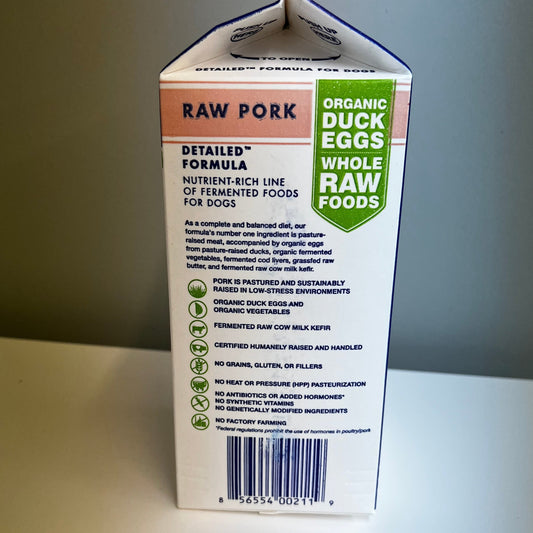 PUSH UP
PUSH UP
TO OPEN
DETAILED™ FORMULA FOR DOGS
RAW PORK
ORGANIC
DUCK
EGGS
WHOLE
RAW
FOODS
DETAILED™
FORMULA
NUTRIENT-RICH LINE
OF FERMENTED FOODS
FOR DOGS
As a complete and balanced diet, our
formula's number one ingredient is pasture-
raised meat, accompanied by organic eggs
from pasture-raised ducks, organic fermented
vegetables, fermented cod livers, grassfed raw
butter, and fermented raw cow milk kefir.
PORK IS PASTURED AND SUSTAINABLY
RAISED IN LOW-STRESS ENVIRONMENTS
ORGANIC DUCK EGGS AND
ORGANIC VEGETABLES
FERMENTED RAW COW MILK KEFIR
CERTIFIED HUMANELY RAISED AND HANDLED
NO GRAINS, GLUTEN, OR FILLERS
NO HEAT OR PRESSURE (HPP) PASTEURIZATION
NO ANTIBIOTICS OR ADDED HORMONES*
NO SYNTHETIC VITAMINS
NO GENETICALLY MODIFIED INGREDIENTS
NO FACTORY FARMING
*Federal regulations prohibit the use of hormones in poultry/pork
8 56554 00211 9